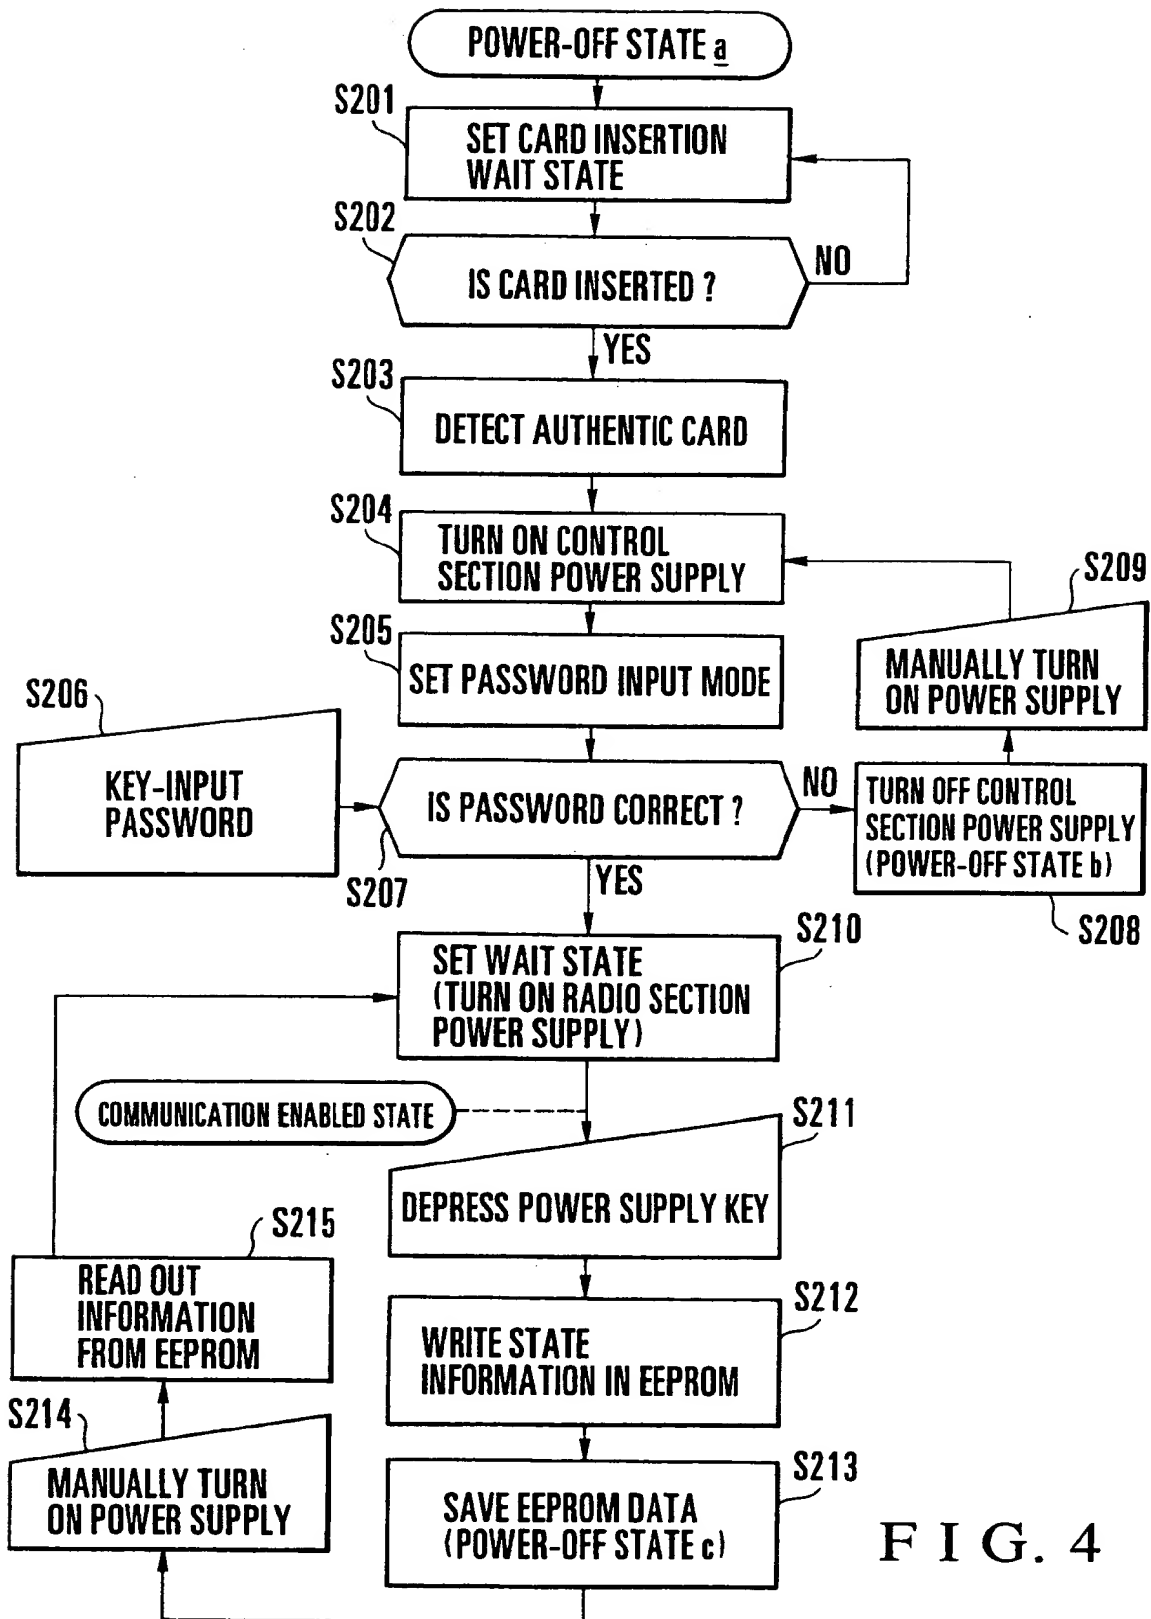 POWER-OFF STATE a
S201
SET CARD INSERTION
WAIT STATE
S202
IS CARD INSERTED ?
NO
YES
S203
DETECT AUTHENTIC CARD
S204
TURN ON CONTROL
SECTION POWER SUPPLY
S209
MANUALLY TURN
ON POWER SUPPLY
S205
SET PASSWORD INPUT MODE
S206
KEY-INPUT
PASSWORD
IS PASSWORD CORRECT ?
S207
NO
TURN OFF CONTROL
SECTION POWER SUPPLY
(POWER-OFF STATE b)
S208
YES
S210
SET WAIT STATE
(TURN ON RADIO SECTION
POWER SUPPLY)
COMMUNICATION ENABLED STATE
S211
DEPRESS POWER SUPPLY KEY
S215
READ OUT
INFORMATION
FROM EEPROM
S212
WRITE STATE
INFORMATION IN EEPROM
S214
MANUALLY TURN
ON POWER SUPPLY
S213
SAVE EEPROM DATA
(POWER-OFF STATE c)
FIG. 4